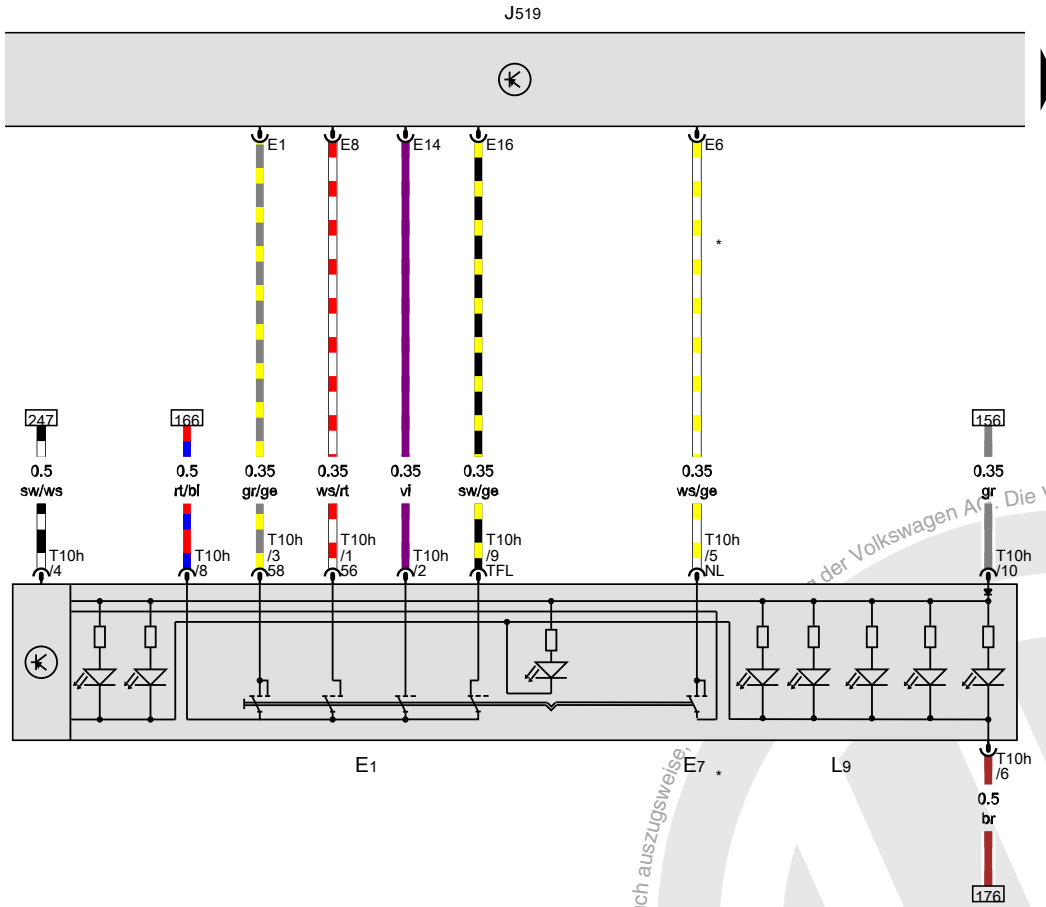 J519
E1 E8 E14 E16 E6
*
247 166 156
0.5 0.5 0.35 0.35 0.35 0.35 0.35 0.35
sw/ws rt/bl gr/ge ws/rt vi sw/ge ws/ge gr
T10h
/4
T10h
/8
T10h
/3
58
T10h
/1
56
T10h
/2
T10h
/9
TFL
T10h
/5
NL
T10h
/10
E1 E7 * L9
T10h
/6
0.5
br
176
der Volkswagen AG. Die
auszugsweise,